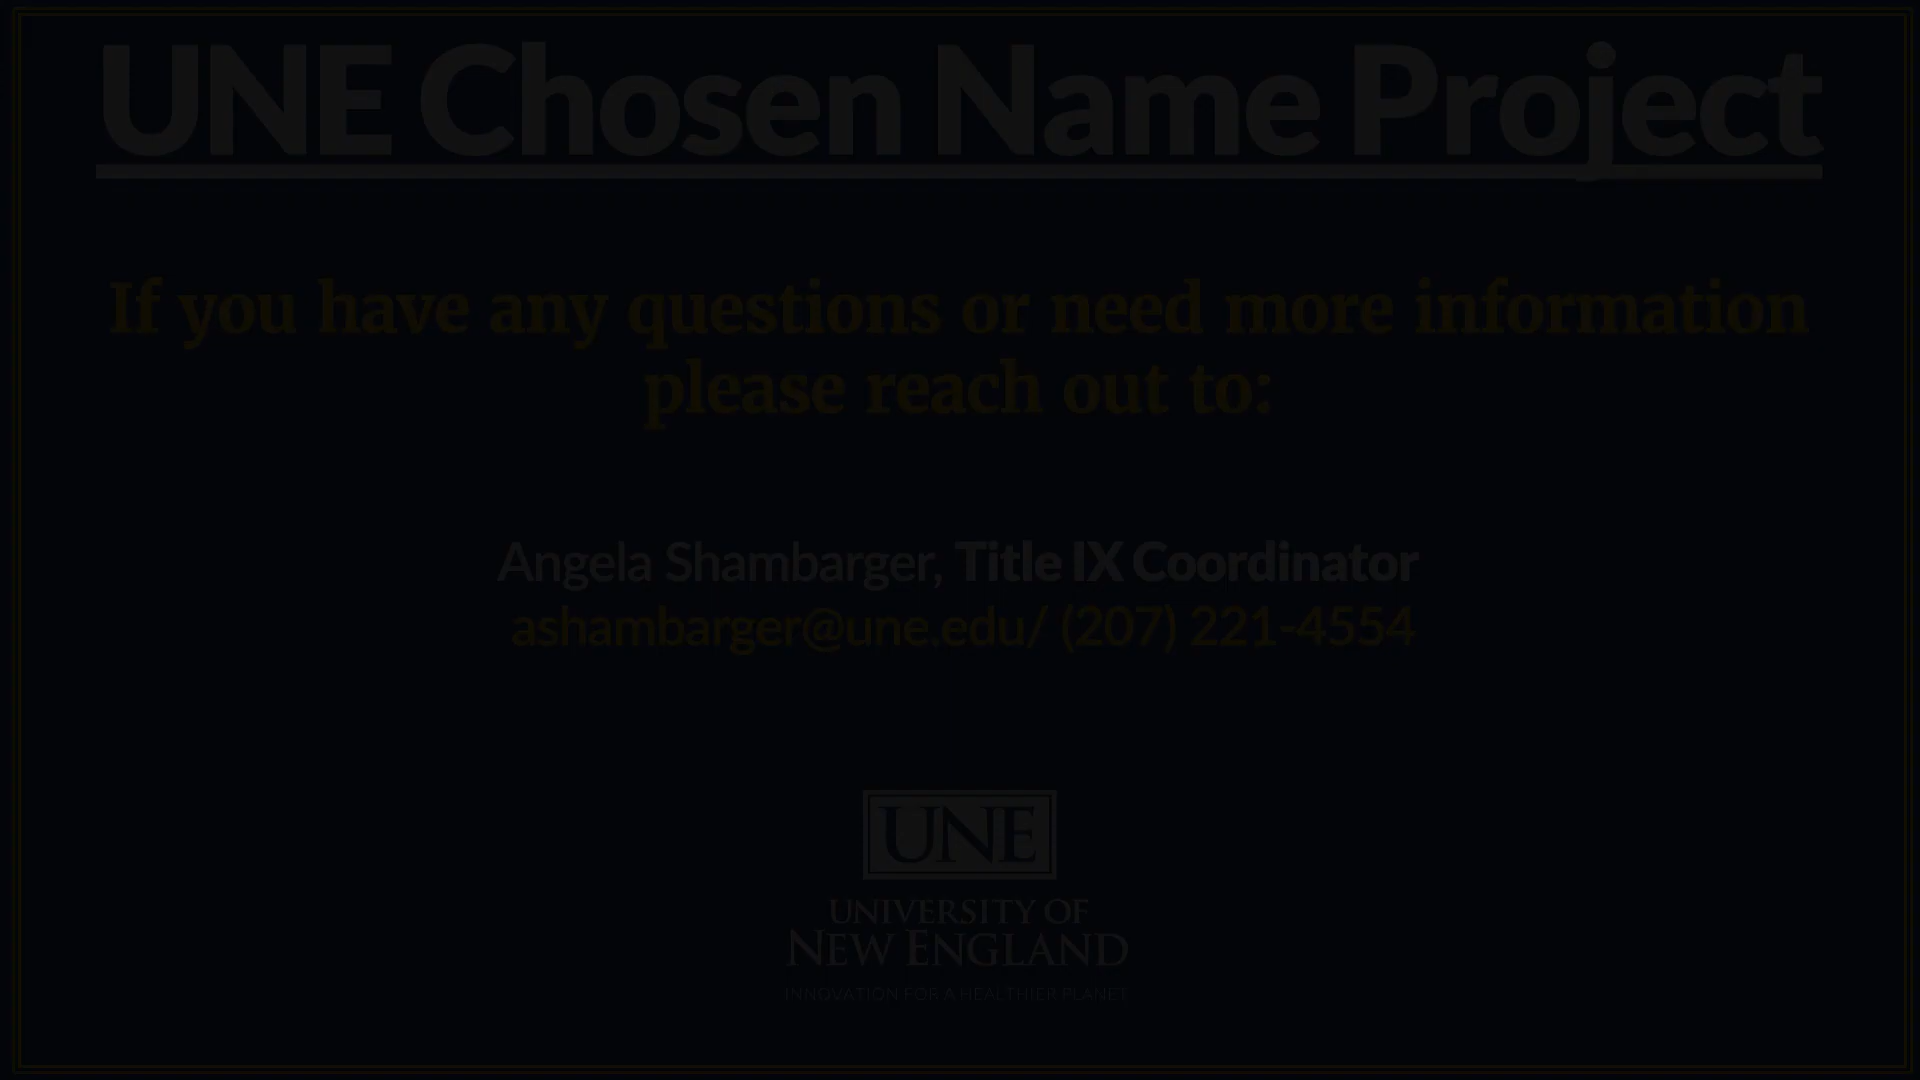 UNE Chosen Name Project
If you have any questions or need more information
please reach out to:
Angela Shambarger, Title IX Coordinator
ashambarger@une.edu/ (207) 221-4554
UNE
UNIVERSITY OF
NEW ENGLAND
INNOVATION FOR A HEALTHIER PLANET